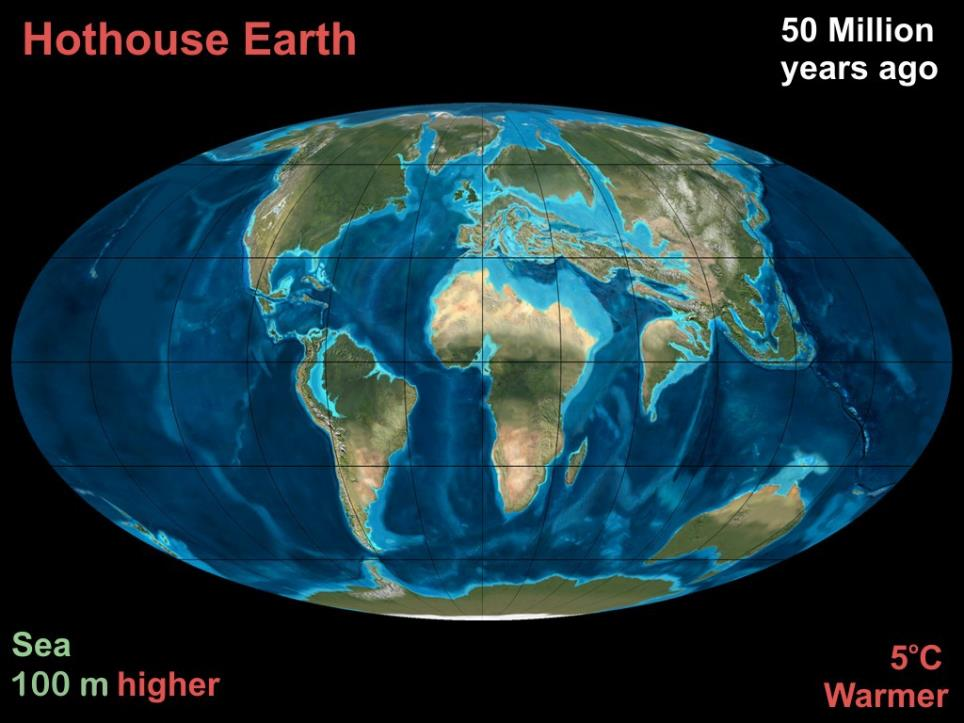 Hothouse Earth
50 Million
years ago
Sea
100 m higher
5°C
Warmer